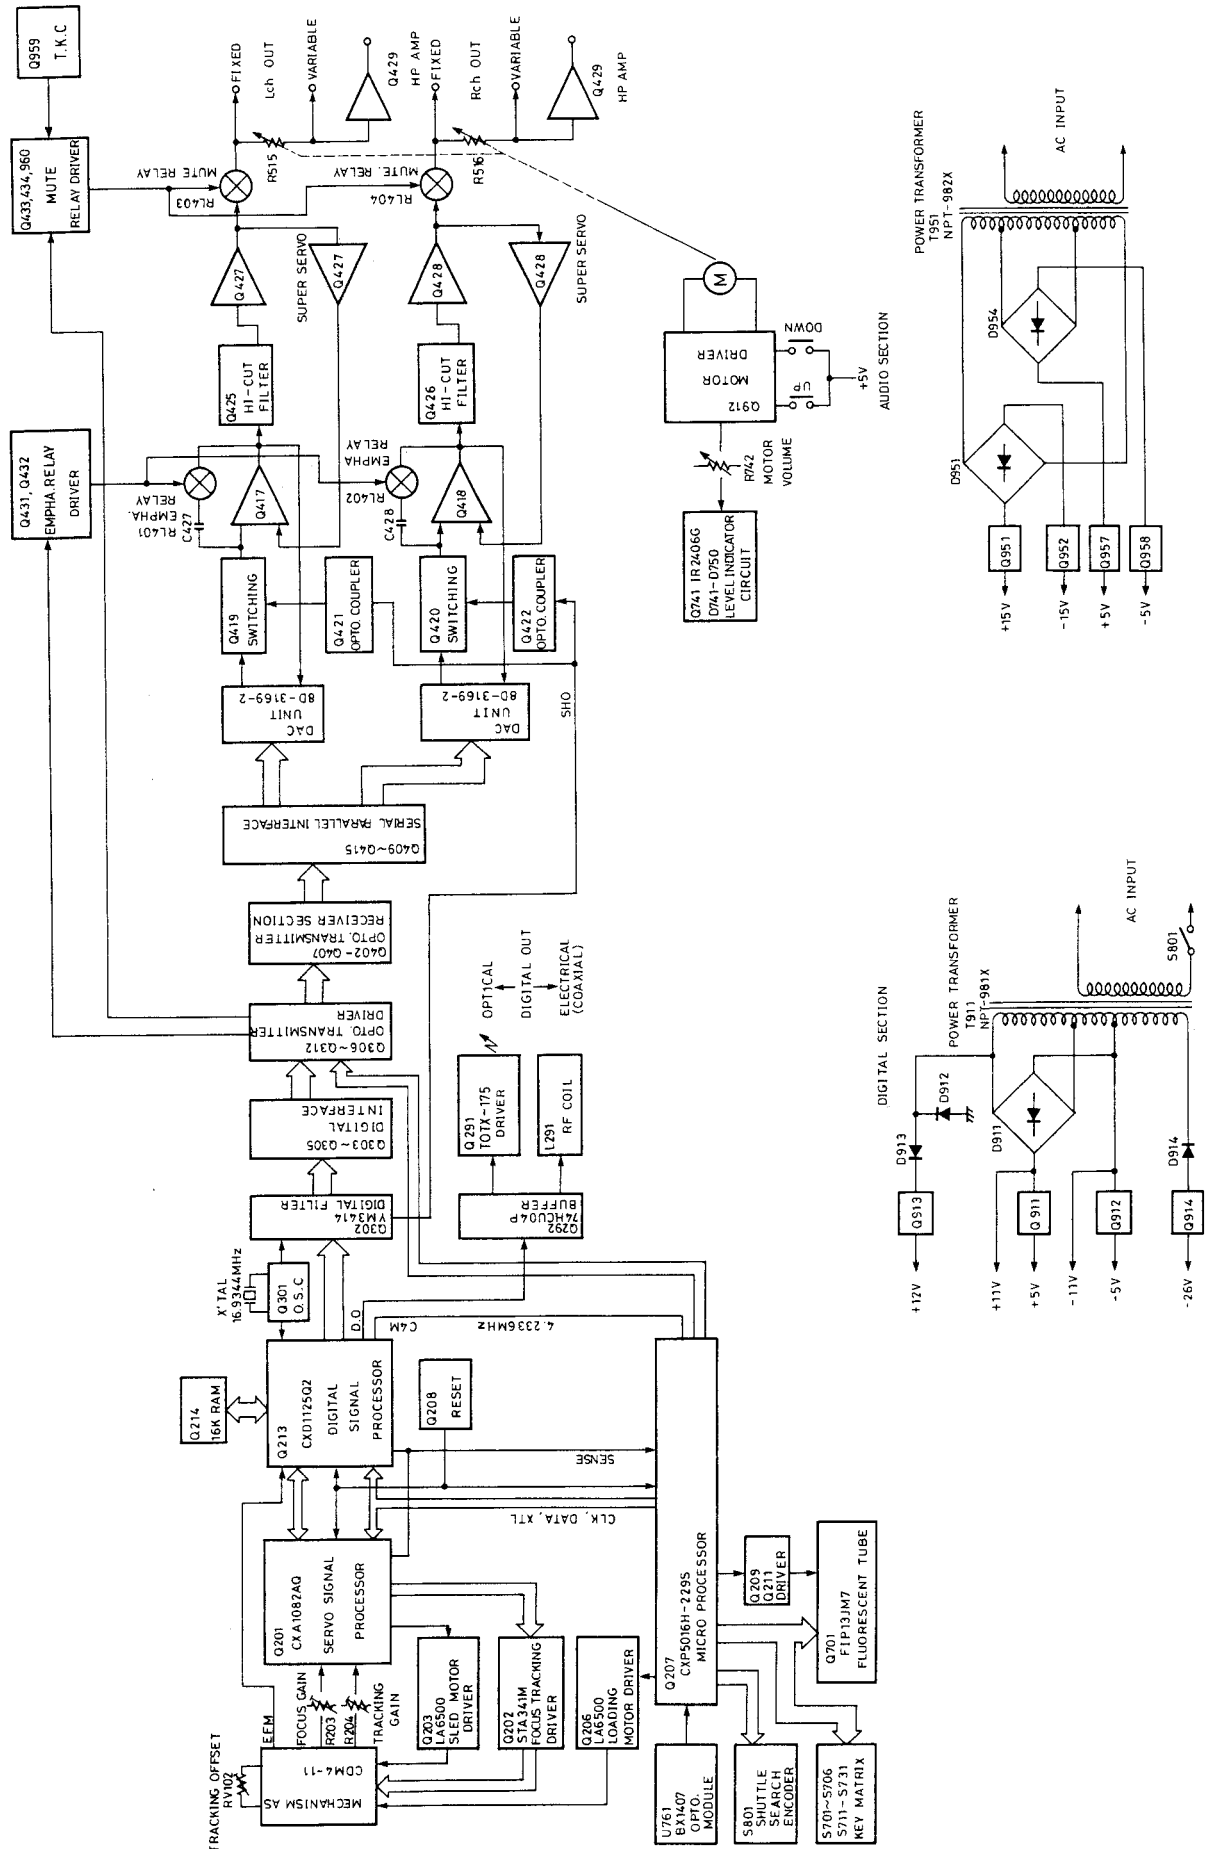 TRACKING OFFSET
RV102
MECHANISM AS
CDM4-11
EFM
FOCUS GAIN
R203
R204
TRACKING
GAIN
Q201
CXA1082AQ
SERVO SIGNAL
PROCESSOR
Q203
LA6500
SLED MOTOR
DRIVER
Q202
STA341M
FOCUS TRACKING
DRIVER
Q206
LA6500
LOADING
MOTOR DRIVER
Q214
16K RAM
Q213
CXD1125Q2
DIGITAL
SIGNAL
PROCESSOR
Q208
RESET
SENSE
CLK, DATA, XTL
Q207
CXP5016H-229S
MICRO PROCESSOR
U761
BX1407
OPTO.
MODULE
S801
SHUTTLE
SEARCH
ENCODER
S701~S706
S711-S731
KEY MATRIX
Q209
Q211
DRIVER
Q701
FIP13JM7
FLUORESCENT TUBE
X'TAL
16.9344MHz
Q301
O.S.C
D.O
C4M
4.2336MHz
Q302
YM3414
DIGITAL FILTER
Q303~Q305
DIGITAL
INTERFACE
Q306~Q312
OPTO. TRANSMITTER
DRIVER
Q402-Q407
OPTO. TRANSMITTER
RECEIVER SECTION
Q409~Q415
SERIAL PARALLEL INTERFACE
Q292
74HCU04P
BUFFER
Q291
TOTX-175
DRIVER
L291
RF COIL
OPTICAL
DIGITAL OUT
ELECTRICAL
(COAXIAL)
DAC
UNIT
8D-3169-2
DAC
UNIT
8D-3169-2
SHO
Q419
SWITCHING
Q421
OPTO. COUPLER
Q420
SWITCHING
Q422
OPTO. COUPLER
Q431, Q432
EMPHA.RELAY
DRIVER
C427
RL401
EMPHA.
RELAY
Q417
C428
RL402
EMPHA
RELAY
Q418
Q425
HI-CUT
FILTER
Q426
HI-CUT
FILTER
Q427
SUPER SERVO
Q427
Q428
SUPER SERVO
Q428
Q433,434,960
MUTE
RELAY DRIVER
Q959
T.K.C
RL403
MUTE RELAY
RL404
MUTE. RELAY
FIXED
Lch OUT
R515
VARIABLE
Q429
HP AMP
FIXED
Rch OUT
R516
VARIABLE
Q429
HP AMP
M
Q912
MOTOR
DRIVER
UP
DOWN
+5V
R742
MOTOR
VOLUME
Q741 IR2406G
D741-D750
LEVEL INDICATOR
CIRCUIT
AUDIO SECTION
POWER TRANSFORMER
T951
NPT-982X
AC INPUT
D951
D954
Q951
Q952
Q957
Q958
+15V
-15V
+5V
-5V
DIGITAL SECTION
POWER TRANSFORMER
T911
NPT-981X
AC INPUT
S801
D913
D912
D911
D914
Q913
Q911
Q912
Q914
+12V
+11V
+5V
-11V
-5V
-26V